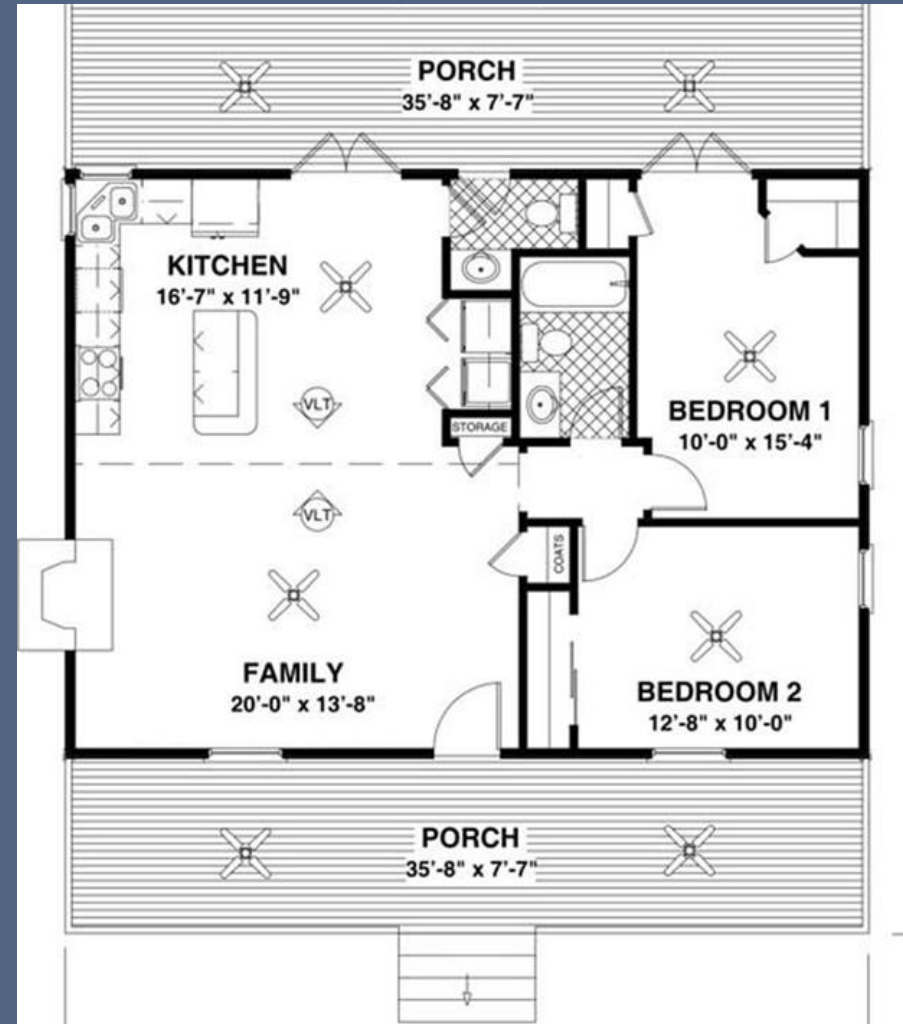 PORCH
35'-8" x 7'-7"
KITCHEN
16'-7" x 11'-9"
VLT
BEDROOM 1
10'-0" x 15'-4"
STORAGE
VLT
COATS
FAMILY
20'-0" x 13'-8"
BEDROOM 2
12'-8" x 10'-0"
PORCH
35'-8" x 7'-7"